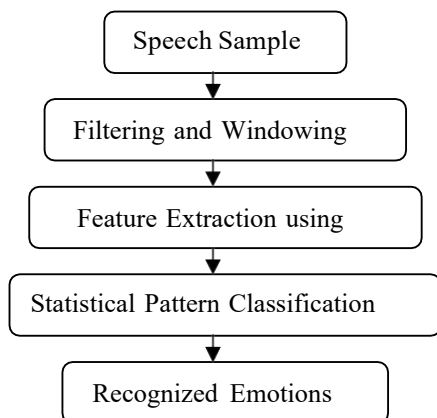 Speech Sample
Filtering and Windowing
Feature Extraction using
Statistical Pattern Classification
Recognized Emotions